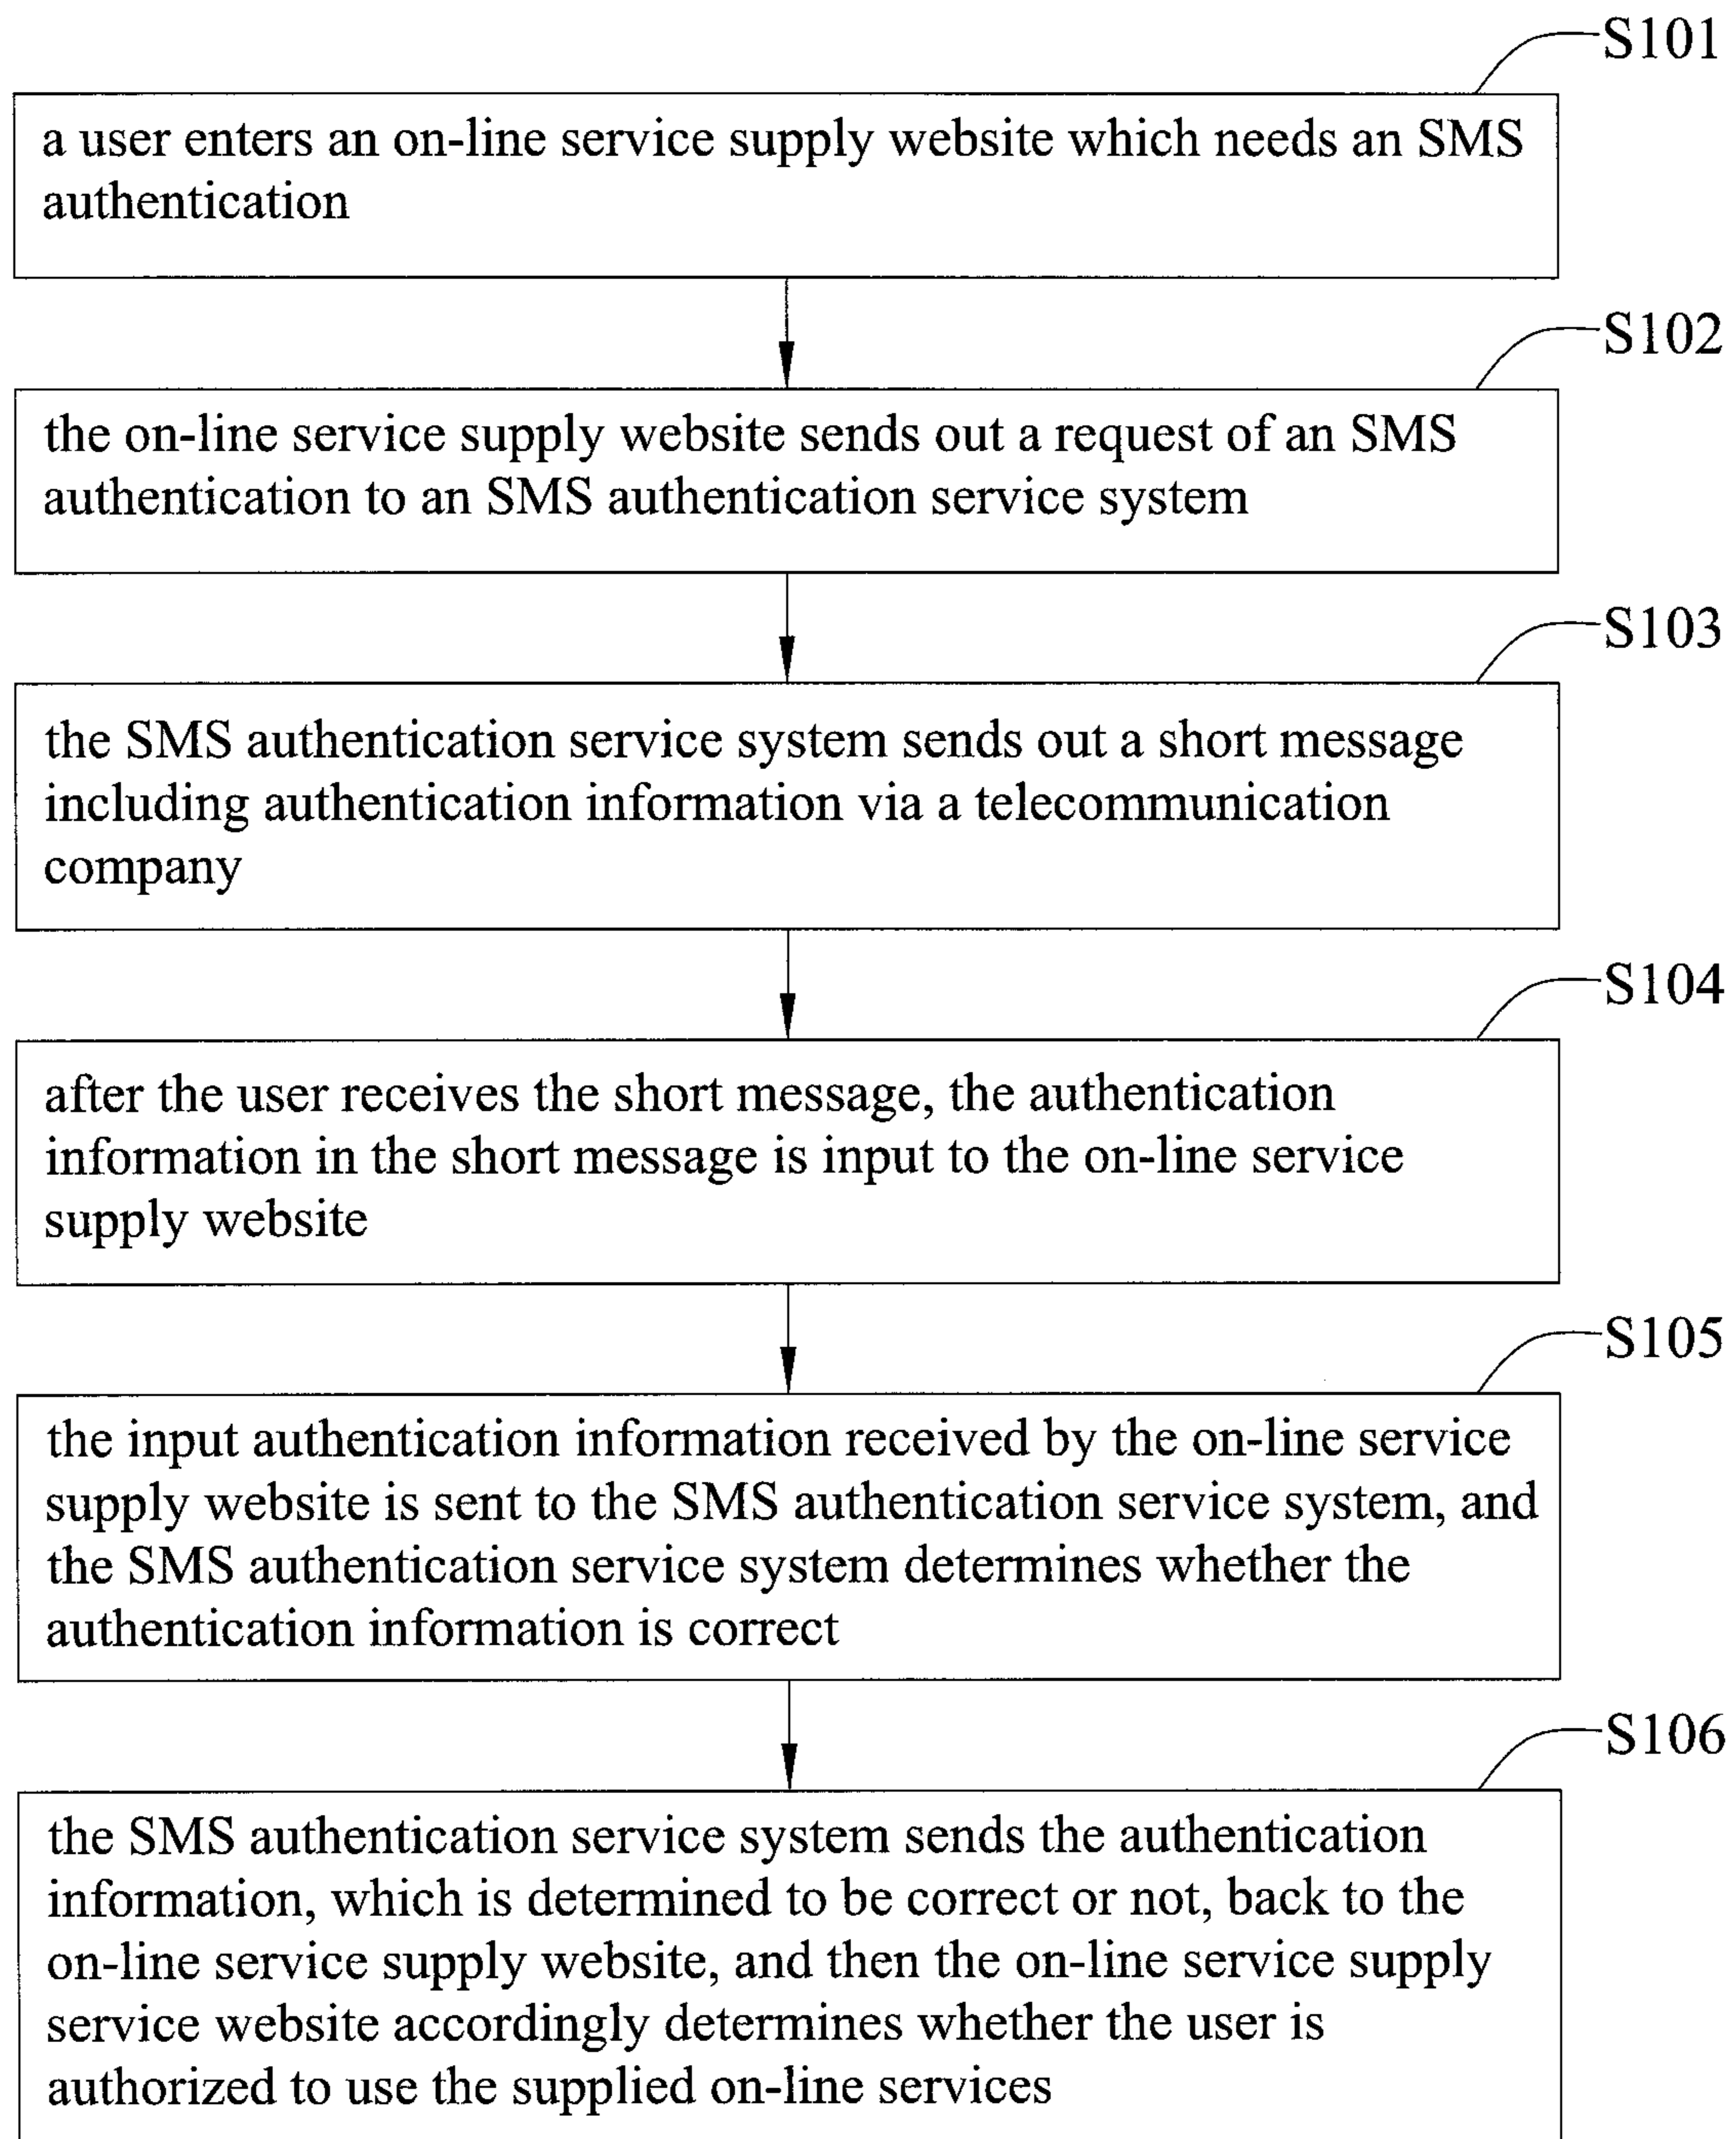 S101
a user enters an on-line service supply website which needs an SMS
authentication
S102
the on-line service supply website sends out a request of an SMS
authentication to an SMS authentication service system
S103
the SMS authentication service system sends out a short message
including authentication information via a telecommunication
company
S104
after the user receives the short message, the authentication
information in the short message is input to the on-line service
supply website
S105
the input authentication information received by the on-line service
supply website is sent to the SMS authentication service system, and
the SMS authentication service system determines whether the
authentication information is correct
S106
the SMS authentication service system sends the authentication
information, which is determined to be correct or not, back to the
on-line service supply website, and then the on-line service supply
service website accordingly determines whether the user is
authorized to use the supplied on-line services